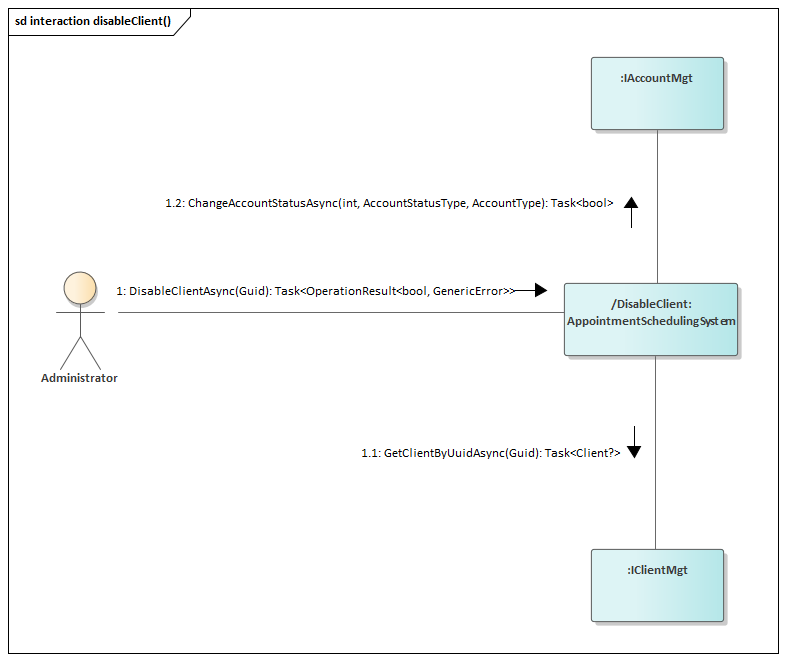 sd interaction disableClient()
:IAccountMgt
1.2: ChangeAccountStatusAsync(int, AccountStatusType, AccountType): Task<bool>
1: DisableClientAsync(Guid): Task<OperationResult<bool, GenericError>>
/DisableClient:
AppointmentSchedulingSystem
Administrator
1.1: GetClientByUuidAsync(Guid): Task<Client?>
:IClientMgt